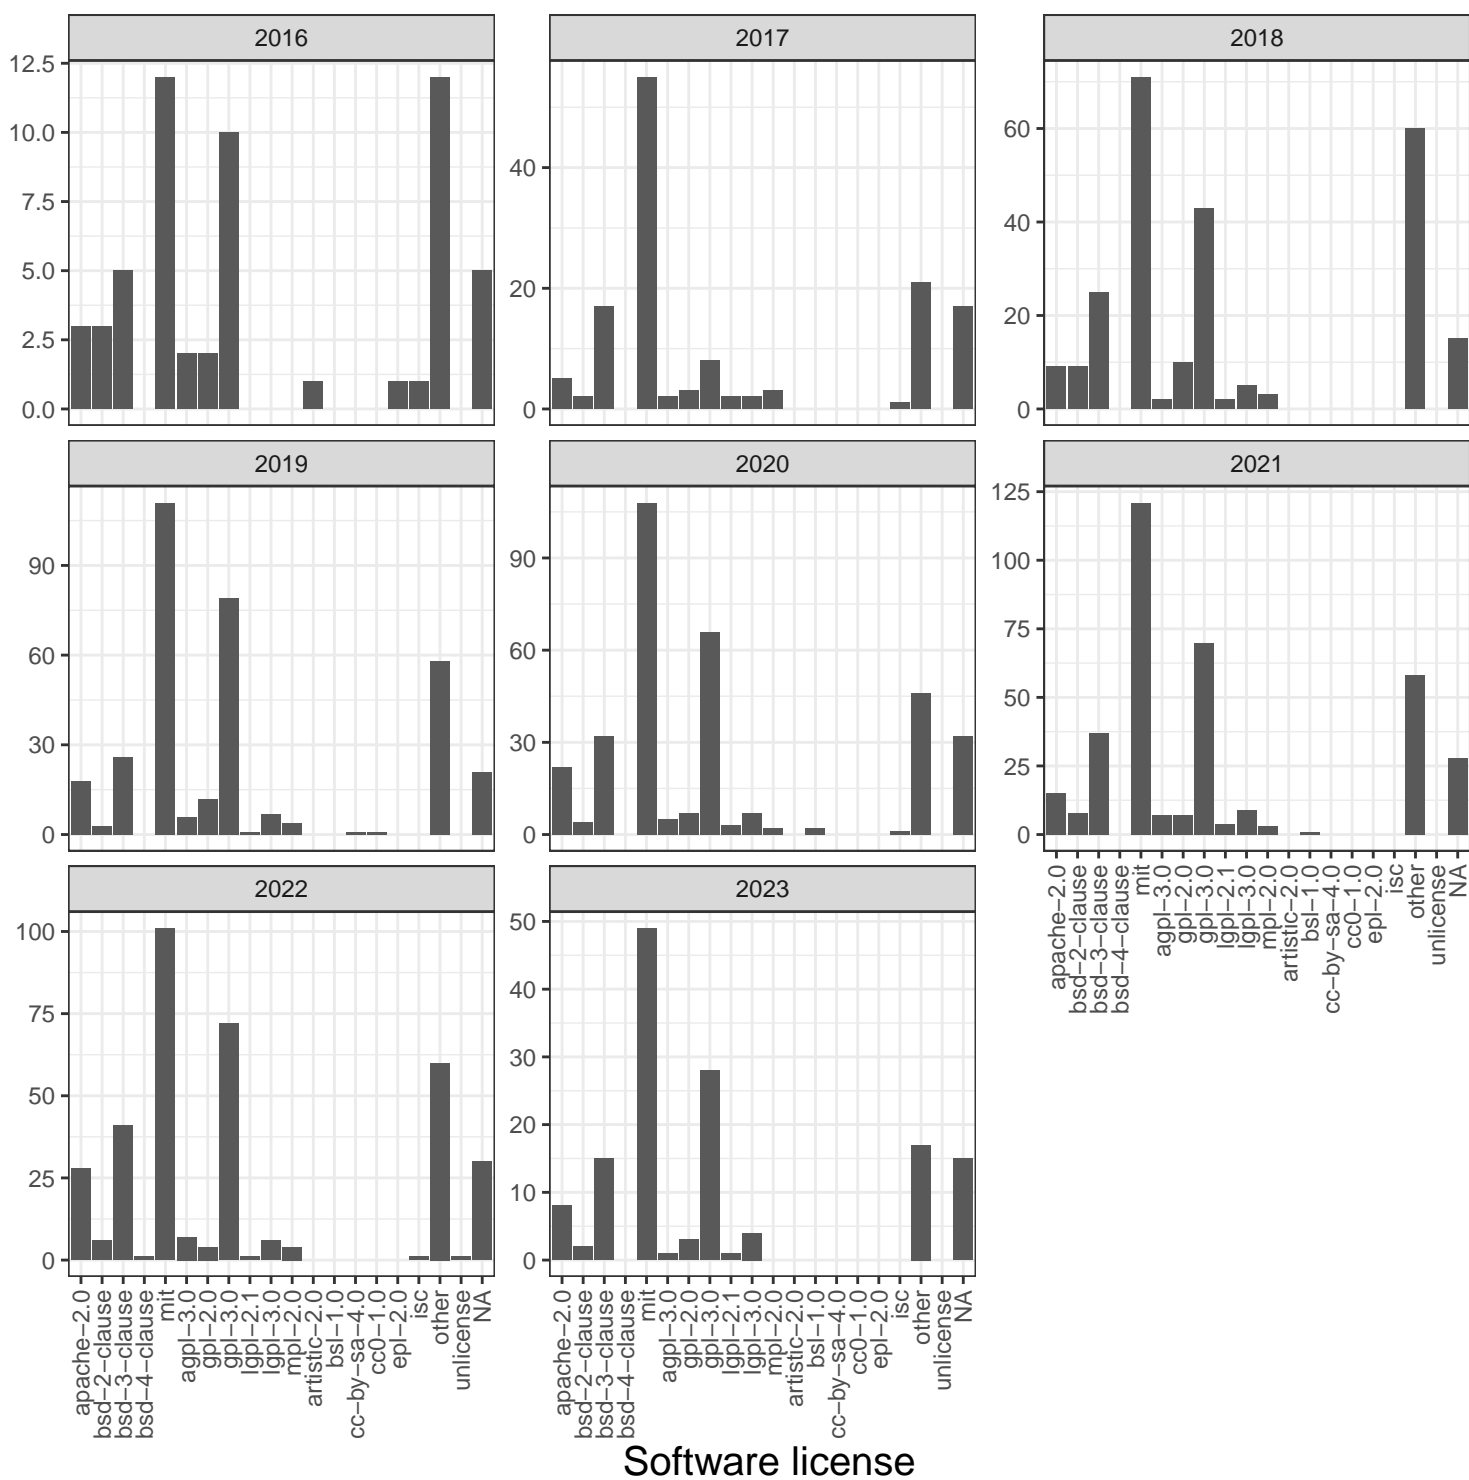 2016
2017
2018
12.5
10.0
7.5
5.0
2.5
0.0
40
20
0
60
40
20
0
2019
2020
2021
90
60
30
0
90
60
30
0
125
100
75
50
25
0
apache−2.0
bsd−2−clause
bsd−3−clause
bsd−4−clause
mit
agpl−3.0
gpl−2.0
gpl−3.0
lgpl−2.1
lgpl−3.0
mpl−2.0
artistic−2.0
bsl−1.0
cc−by−sa−4.0
cc0−1.0
epl−2.0
isc
other
unlicense
NA
2022
2023
100
75
50
25
0
50
40
30
20
10
0
apache−2.0
bsd−2−clause
bsd−3−clause
bsd−4−clause
mit
agpl−3.0
gpl−2.0
gpl−3.0
lgpl−2.1
lgpl−3.0
mpl−2.0
artistic−2.0
bsl−1.0
cc−by−sa−4.0
cc0−1.0
epl−2.0
isc
other
unlicense
NA
apache−2.0
bsd−2−clause
bsd−3−clause
bsd−4−clause
mit
agpl−3.0
gpl−2.0
gpl−3.0
lgpl−2.1
lgpl−3.0
mpl−2.0
artistic−2.0
bsl−1.0
cc−by−sa−4.0
cc0−1.0
epl−2.0
isc
other
unlicense
NA
Software license